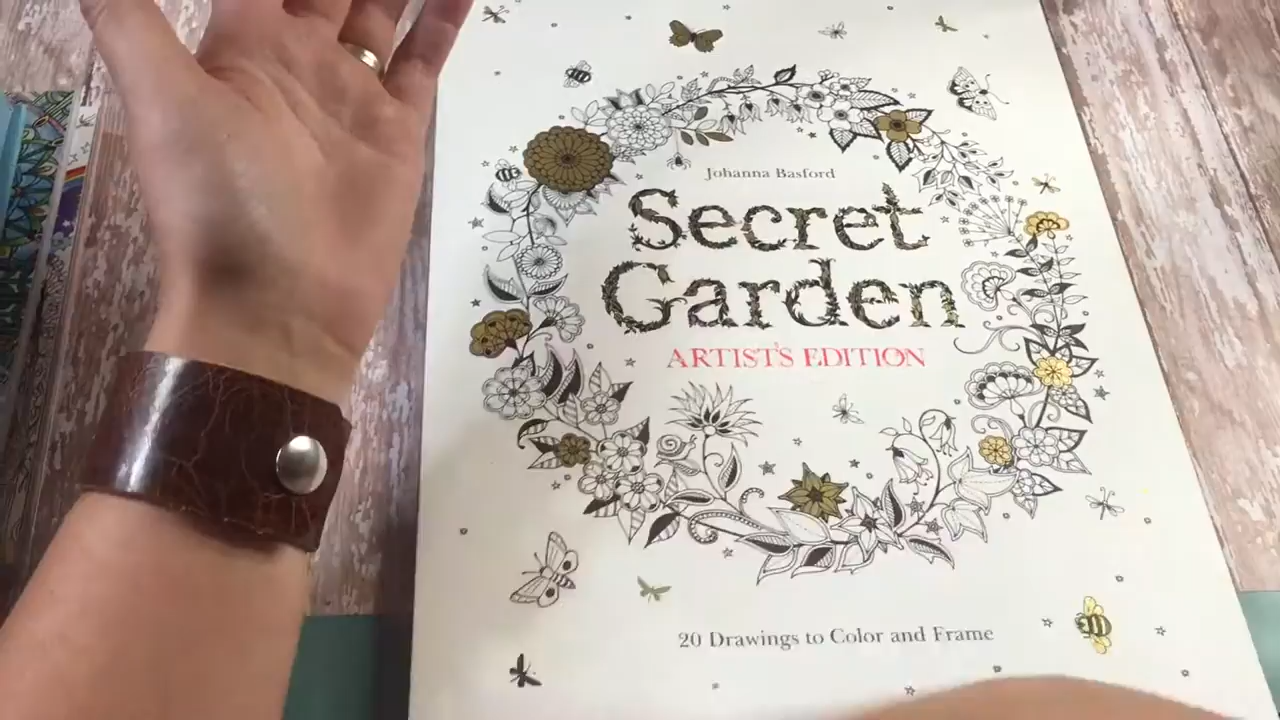 Johanna Basford
Secret
Garden
ARTIST'S EDITION
20 Drawings to Color and Frame